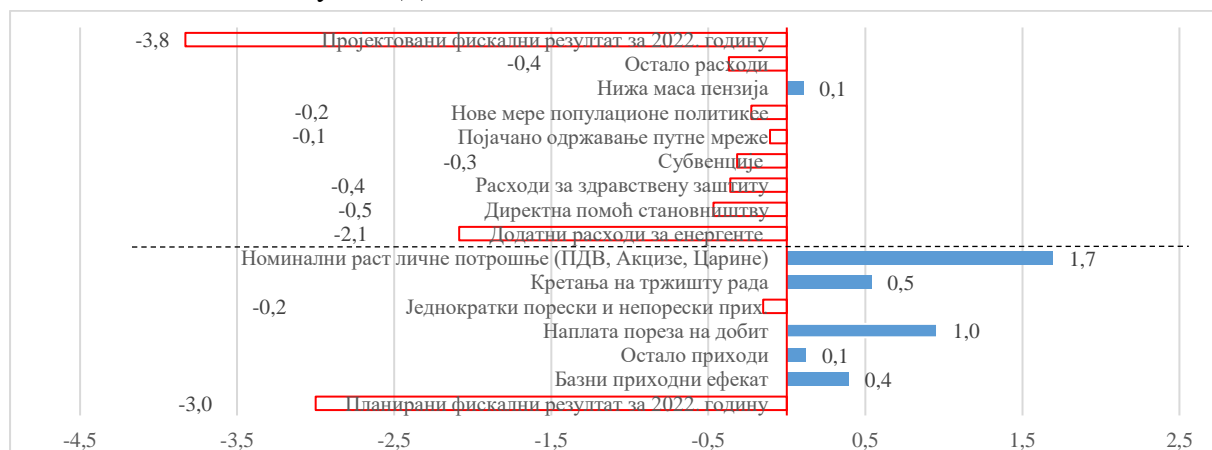 -3,8 Пројектовани фискални резултат за 2022. годину
-0,4 Остало расходи
Нижа маса пензија 0,1
-0,2 Нове мере популационе политикее
-0,1 Појачано одржавање путне мреже
-0,3 Субвенције
-0,4 Расходи за здравствену заштиту
-0,5 Директна помоћ становништву
-2,1 Додатни расходи за енергенте
Номинални раст личне потрошње (ПДВ, Акцизе, Царине) 1,7
Кретања на тржишту рада 0,5
-0,2 Једнократки порески и непорески прих.
Наплата пореза на добит 1,0
Остало приходи 0,1
Базни приходни ефекат 0,4
-3,0 Планирани фискални резултат за 2022. годину
-4,5 -3,5 -2,5 -1,5 -0,5 0,5 1,5 2,5